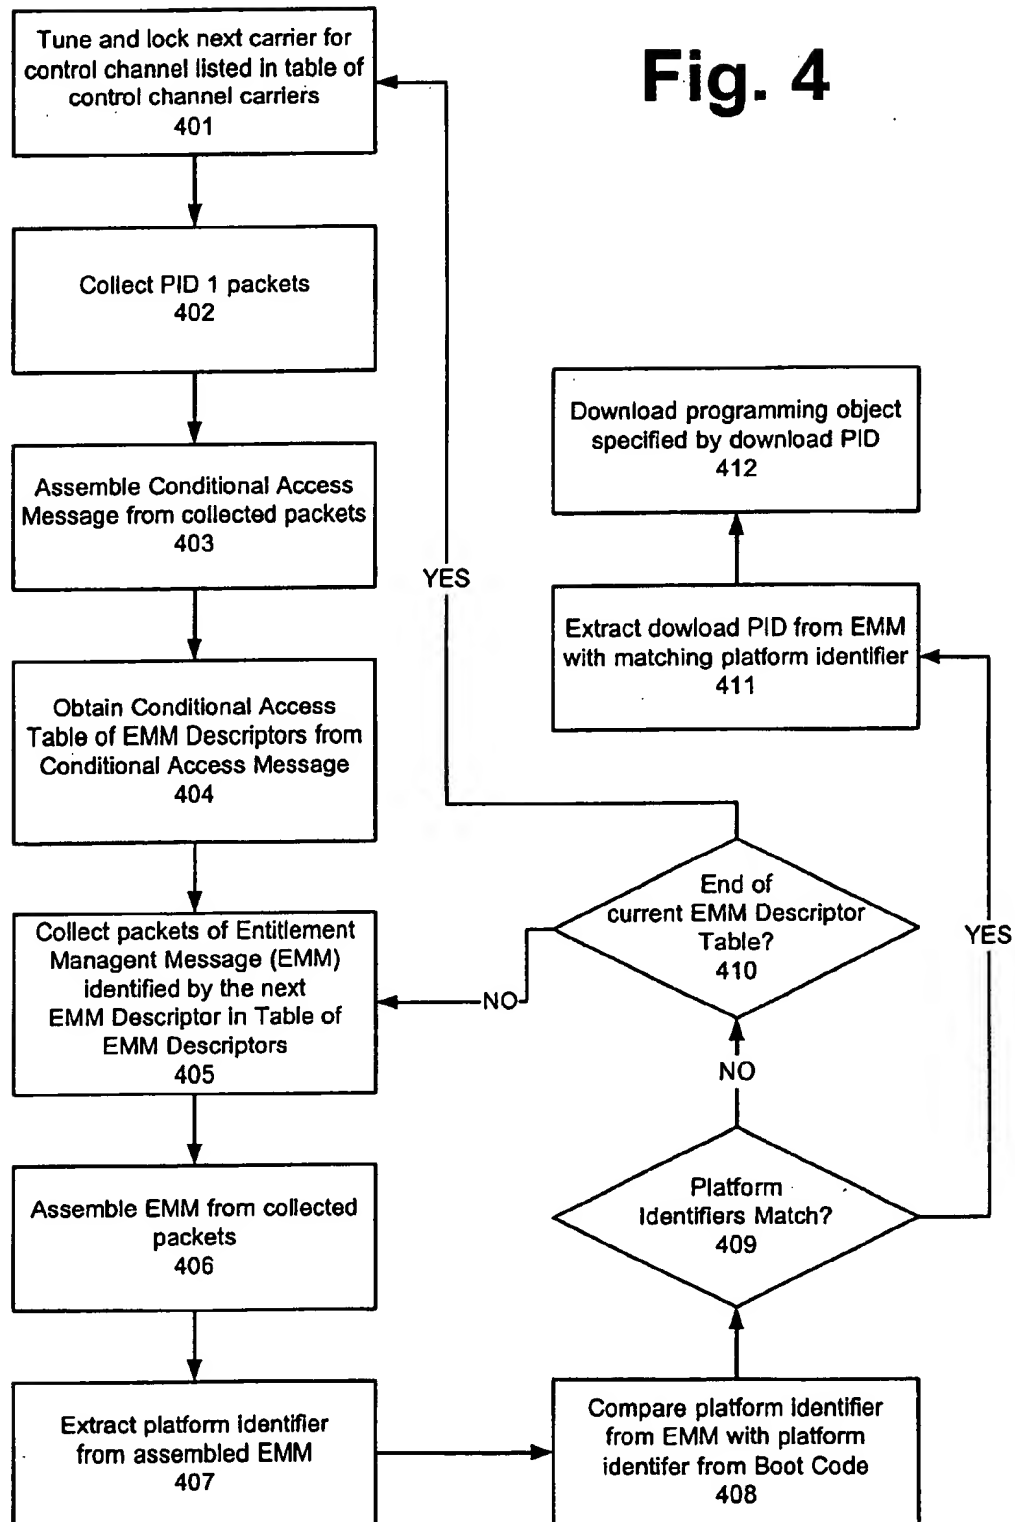 Fig. 4
Tune and lock next carrier for
control channel listed in table of
control channel carriers
401
Collect PID 1 packets
402
Assemble Conditional Access
Message from collected packets
403
Obtain Conditional Access
Table of EMM Descriptors from
Conditional Access Message
404
Collect packets of Entitlement
Managent Message (EMM)
identified by the next
EMM Descriptor in Table of
EMM Descriptors
405
Assemble EMM from collected
packets
406
Extract platform identifier
from assembled EMM
407
Compare platform identifier
from EMM with platform
identifer from Boot Code
408
Platform
Identifiers Match?
409
NO
YES
End of
current EMM Descriptor
Table?
410
NO
YES
Extract dowload PID from EMM
with matching platform identifier
411
Download programming object
specified by download PID
412